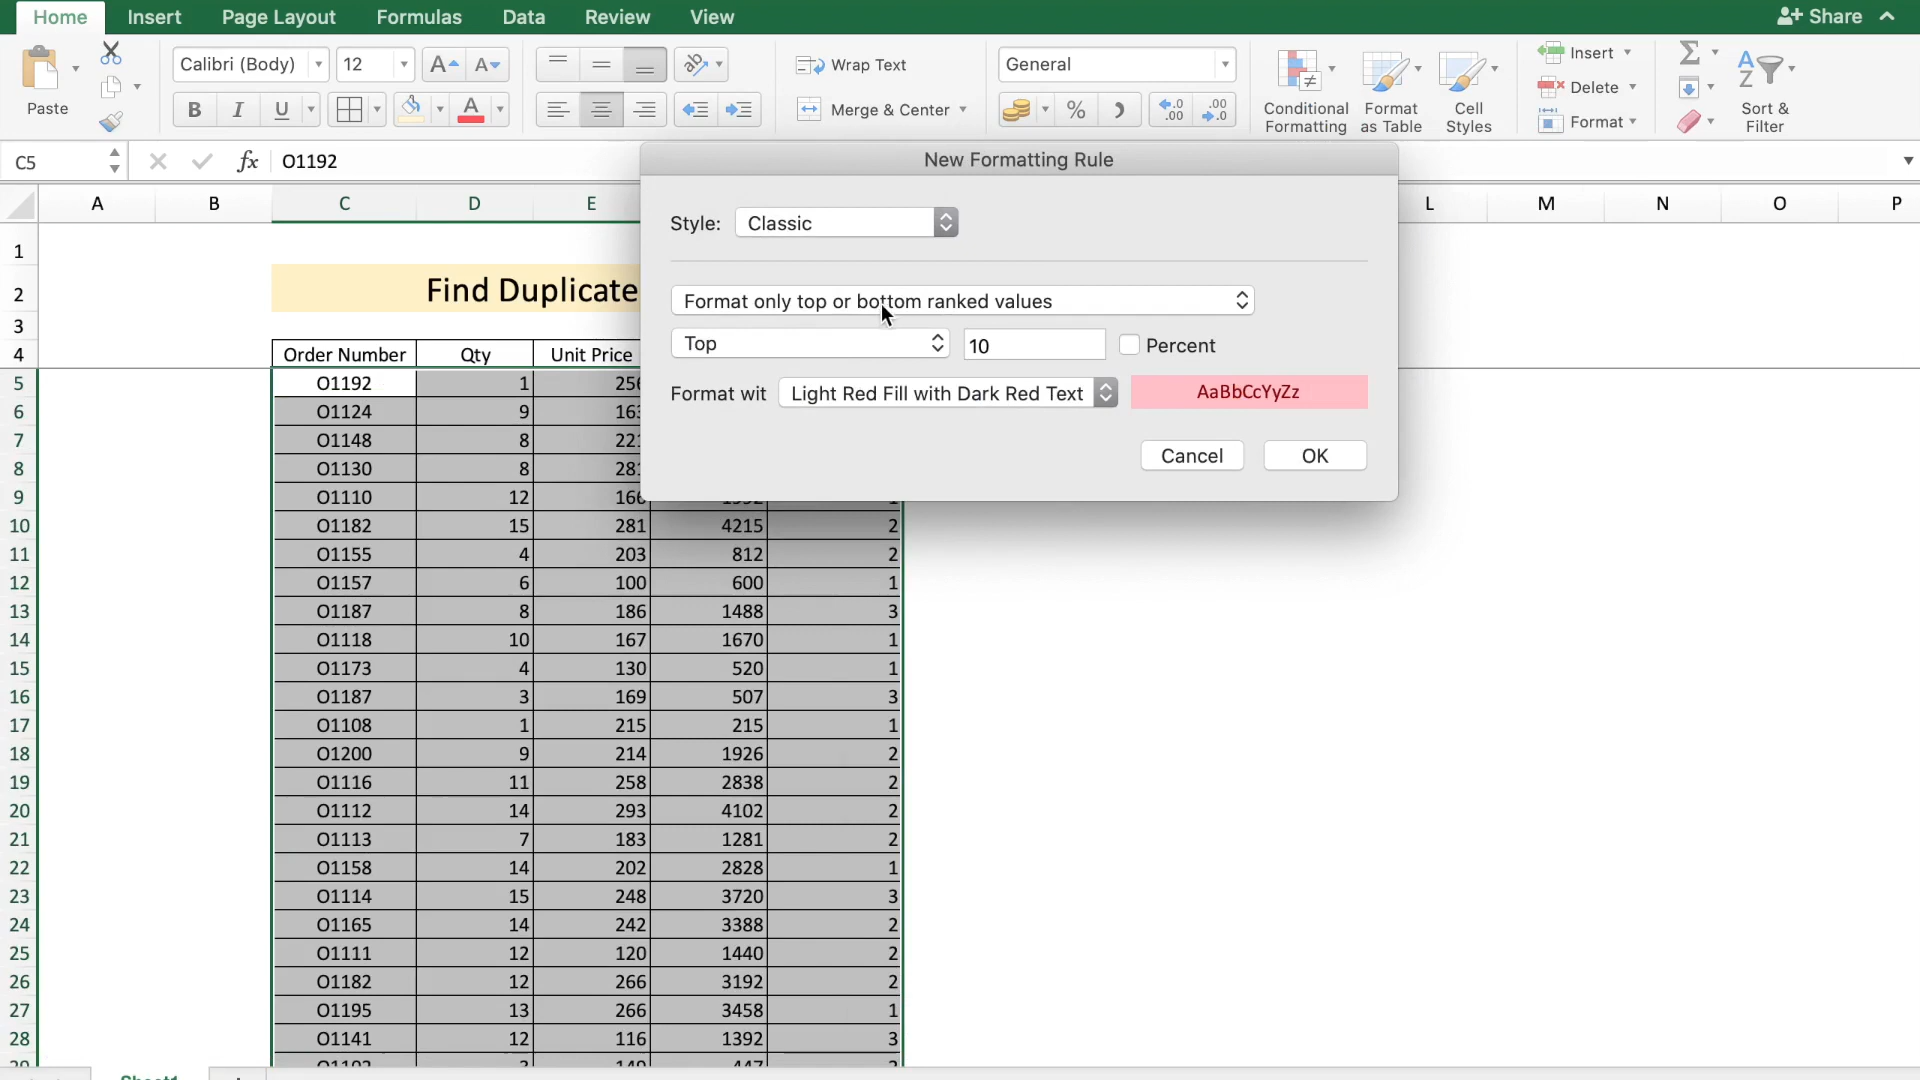 Home Insert Page Layout Formulas Data Review View Share
Calibri (Body) 12 Wrap Text General Insert
Paste B I U Merge & Center % Conditional Formatting Format as Table Cell Styles Delete Format Sort & Filter
C5 fx O1192
New Formatting Rule
A B C D E L M N O P
Style: Classic
1
2 Find Duplicate
Format only top or bottom ranked values
3
Top 10 Percent
4 Order Number Qty Unit Price
Format wit Light Red Fill with Dark Red Text AaBbCcYyZz
Cancel OK
5 O1192 1
6 O1124 9
7 O1148 8
8 O1130 8
9 O1110 12
10 O1182 15 281 4215 2
11 O1155 4 203 812 2
12 O1157 6 100 600 1
13 O1187 8 186 1488 3
14 O1118 10 167 1670 1
15 O1173 4 130 520 1
16 O1187 3 169 507 3
17 O1108 1 215 215 1
18 O1200 9 214 1926 2
19 O1116 11 258 2838 2
20 O1112 14 293 4102 2
21 O1113 7 183 1281 2
22 O1158 14 202 2828 1
23 O1114 15 248 3720 3
24 O1165 14 242 3388 2
25 O1111 12 120 1440 2
26 O1182 12 266 3192 2
27 O1195 13 266 3458 1
28 O1141 12 116 1392 3